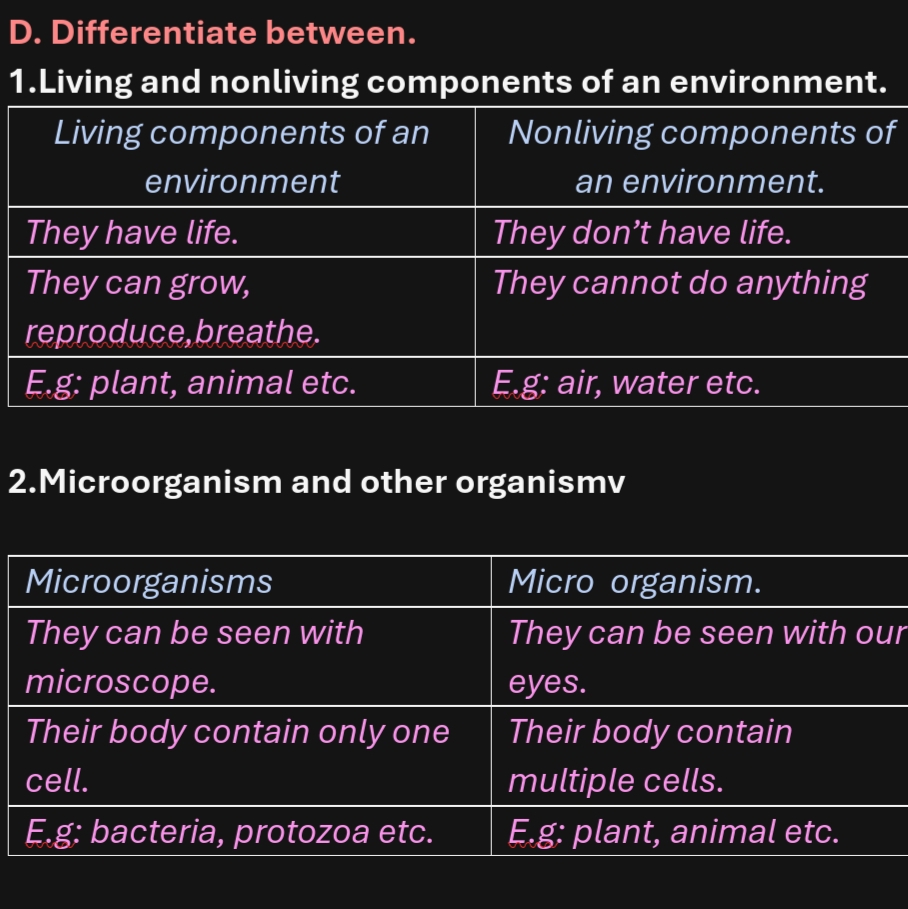 D. Differentiate between.
1.Living and nonliving components of an environment.
Living components of an
environment
Nonliving components of
an environment.
They have life.
They don’t have life.
They can grow,
reproduce,breathe.
They cannot do anything
E.g: plant, animal etc.
E.g: air, water etc.
2.Microorganism and other organismv
Microorganisms
Micro  organism.
They can be seen with
microscope.
They can be seen with our
eyes.
Their body contain only one
cell.
Their body contain
multiple cells.
E.g: bacteria, protozoa etc.
E.g: plant, animal etc.